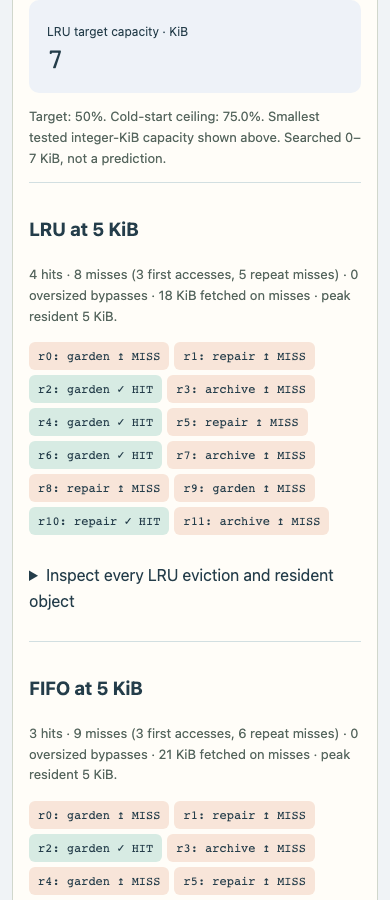 LRU target capacity · KiB
7
Target: 50%. Cold-start ceiling: 75.0%. Smallest
tested integer-KiB capacity shown above. Searched 0–
7 KiB, not a prediction.
LRU at 5 KiB
4 hits · 8 misses (3 first accesses, 5 repeat misses) · 0
oversized bypasses · 18 KiB fetched on misses · peak
resident 5 KiB.
r0: garden ↥ MISS r1: repair ↥ MISS
r2: garden ✓ HIT r3: archive ↥ MISS
r4: garden ✓ HIT r5: repair ↥ MISS
r6: garden ✓ HIT r7: archive ↥ MISS
r8: repair ↥ MISS r9: garden ↥ MISS
r10: repair ✓ HIT r11: archive ↥ MISS
▶ Inspect every LRU eviction and resident
object
FIFO at 5 KiB
3 hits · 9 misses (3 first accesses, 6 repeat misses) · 0
oversized bypasses · 21 KiB fetched on misses · peak
resident 5 KiB.
r0: garden ↥ MISS r1: repair ↥ MISS
r2: garden ✓ HIT r3: archive ↥ MISS
r4: garden ↥ MISS r5: repair ↥ MISS